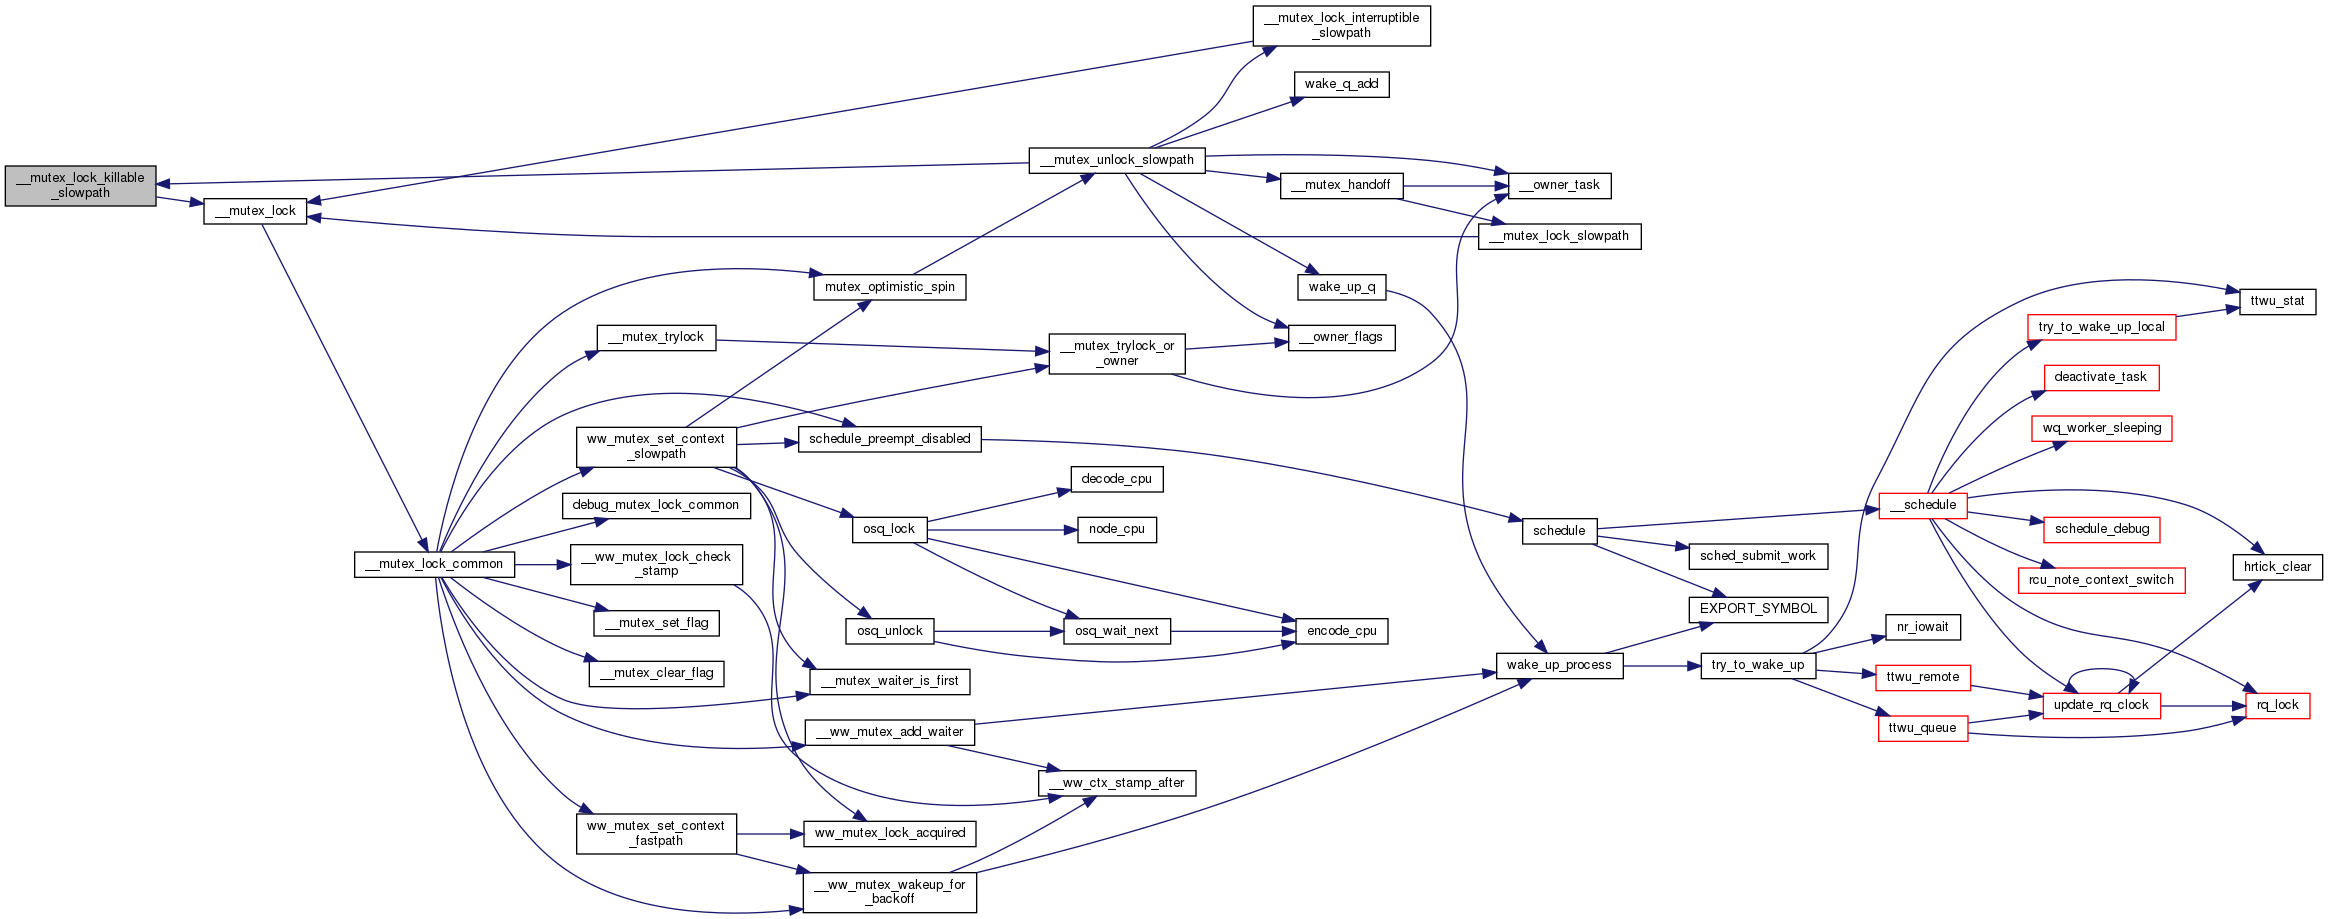 __mutex_lock_killable
_slowpath
__mutex_lock
__mutex_lock_common
mutex_optimistic_spin
__mutex_trylock
ww_mutex_set_context
_slowpath
debug_mutex_lock_common
__ww_mutex_lock_check
_stamp
__mutex_set_flag
__mutex_clear_flag
ww_mutex_set_context
_fastpath
schedule_preempt_disabled
osq_lock
osq_unlock
__mutex_waiter_is_first
__ww_mutex_add_waiter
ww_mutex_lock_acquired
__ww_mutex_wakeup_for
_backoff
__mutex_unlock_slowpath
__mutex_trylock_or
_owner
decode_cpu
node_cpu
osq_wait_next
__ww_ctx_stamp_after
__mutex_lock_interruptible
_slowpath
wake_q_add
__mutex_handoff
wake_up_q
__owner_flags
encode_cpu
__owner_task
__mutex_lock_slowpath
schedule
wake_up_process
sched_submit_work
EXPORT_SYMBOL
try_to_wake_up
__schedule
nr_iowait
ttwu_remote
ttwu_queue
try_to_wake_up_local
deactivate_task
wq_worker_sleeping
schedule_debug
rcu_note_context_switch
update_rq_clock
ttwu_stat
hrtick_clear
rq_lock